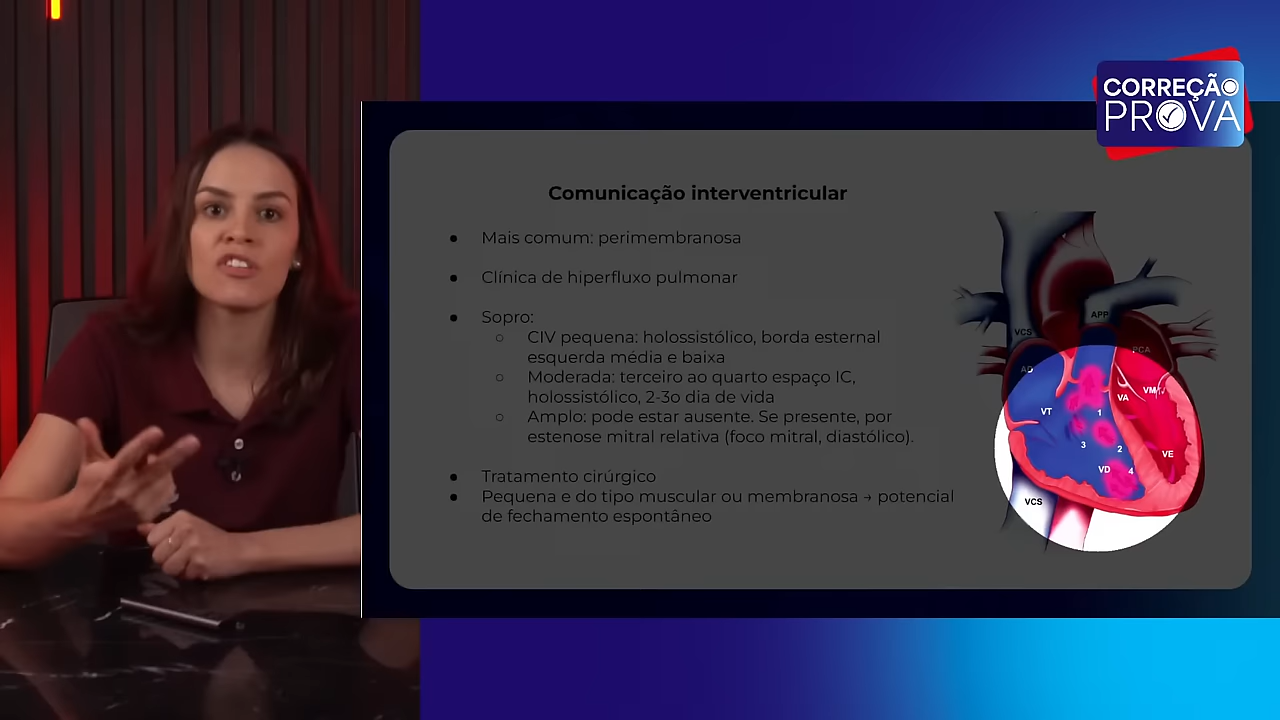 CORREÇÃO
PROVA
Comunicação interventricular
● Mais comum: perimembranosa
● Clínica de hiperfluxo pulmonar
● Sopro:
○ CIV pequena: holossistólico, borda esternal
esquerda média e baixa
○ Moderada: terceiro ao quarto espaço IC,
holossistólico, 2-3o dia de vida
○ Amplo: pode estar ausente. Se presente, por
estenose mitral relativa (foco mitral, diastólico).
● Tratamento cirúrgico
● Pequena e do tipo muscular ou membranosa → potencial
de fechamento espontâneo
APP
VCS
PCA
AD
VM
VA
VT
1
3
2
VE
VD
4
VCS